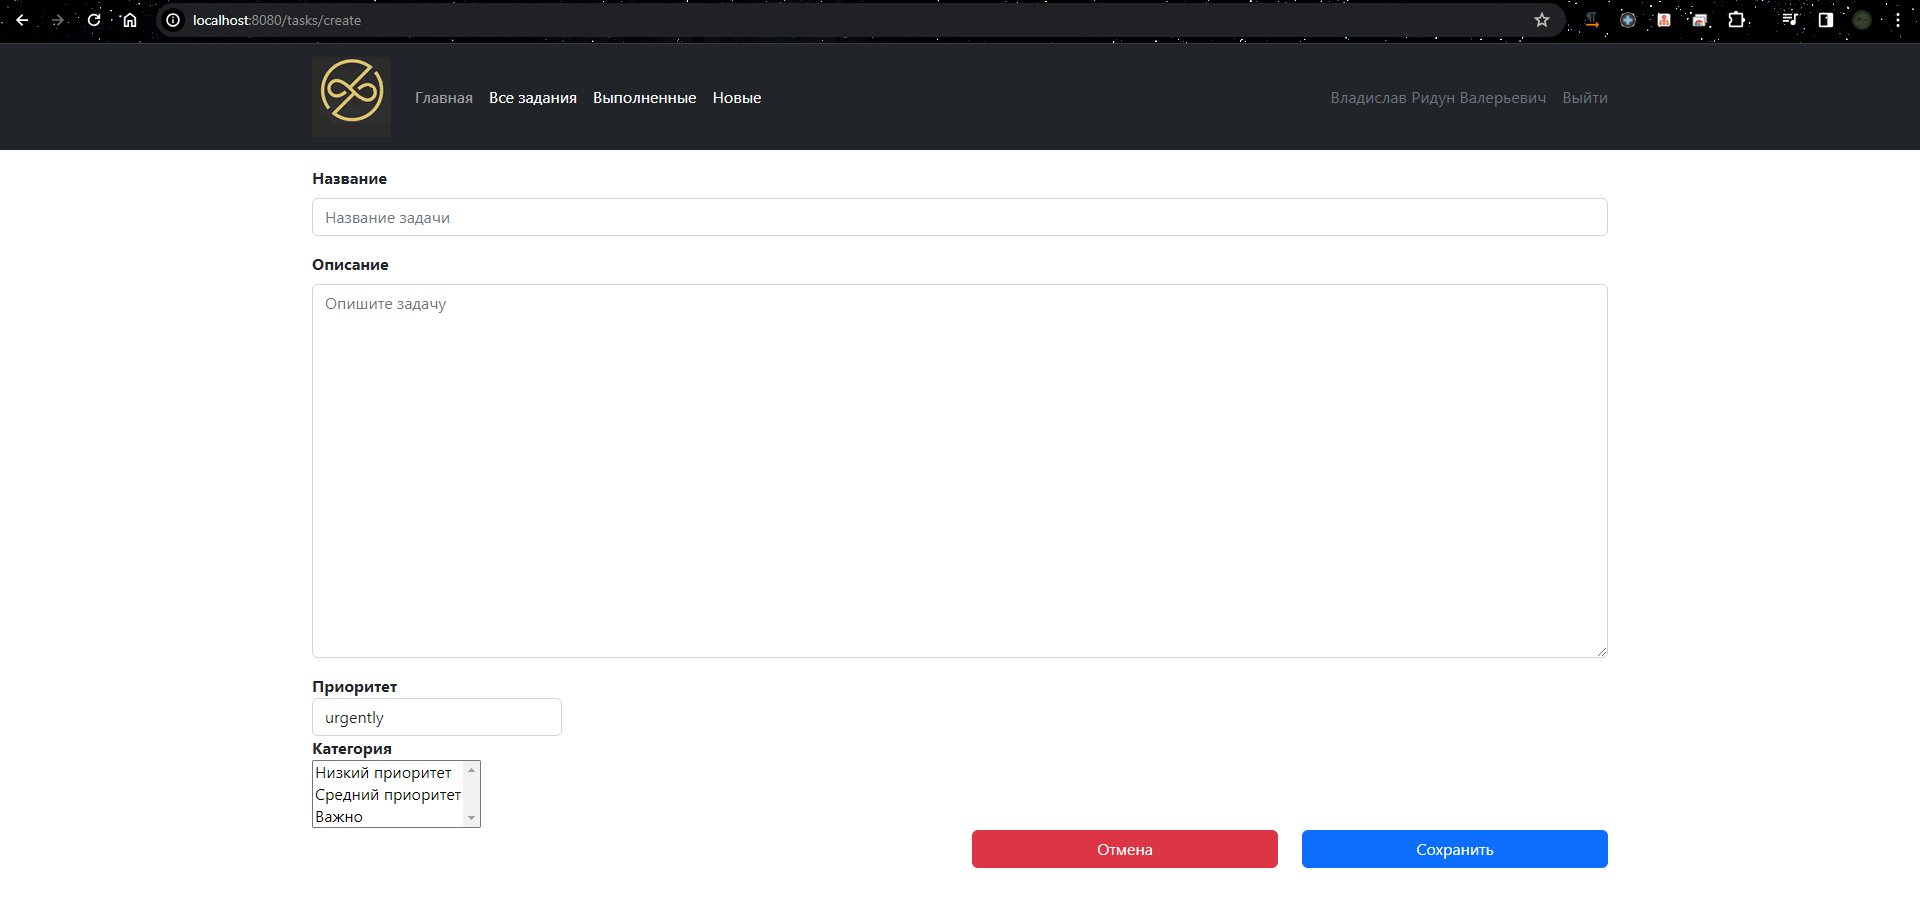 localhost:8080/tasks/create
Главная Все задания Выполненные Новые Владислав Ридун Валерьевич Выйти
Название
Название задачи
Описание
Опишите задачу
Приоритет
urgently
Категория
Низкий приоритет
Средний приоритет
Важно
Отмена Сохранить